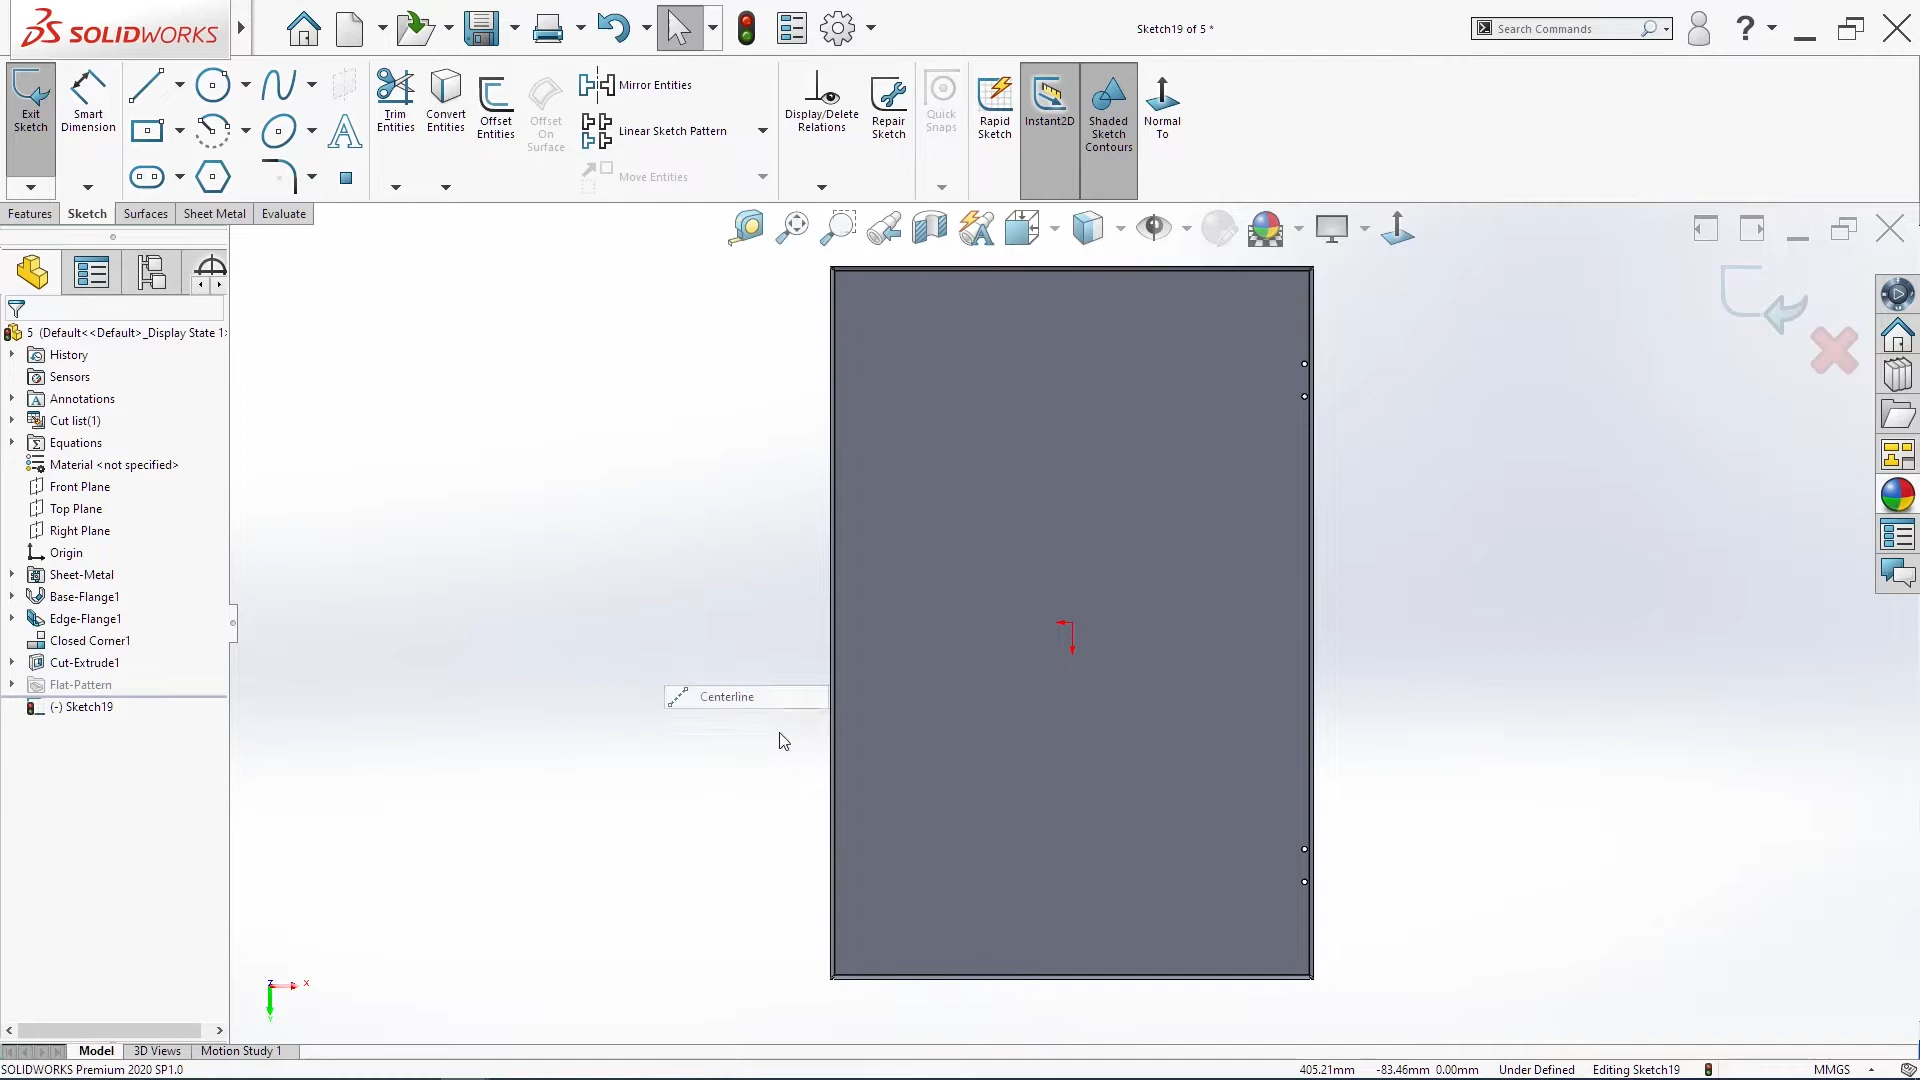 SOLIDWORKS
Sketch19 of 5 *
Search Commands
?
Exit Sketch
Smart Dimension
Trim Entities
Convert Entities
Offset Entities
Offset On Surface
Mirror Entities
Linear Sketch Pattern
Move Entities
Display/Delete Relations
Repair Sketch
Quick Snaps
Rapid Sketch
Instant2D
Shaded Sketch Contours
Normal To
Features
Sketch
Surfaces
Sheet Metal
Evaluate
5 (Default<<Default>_Display State 1>
History
Sensors
Annotations
Cut list(1)
Equations
Material <not specified>
Front Plane
Top Plane
Right Plane
Origin
Sheet-Metal
Base-Flange1
Edge-Flange1
Closed Corner1
Cut-Extrude1
Flat-Pattern
(-) Sketch19
Centerline
Z
X
Y
Model
3D Views
Motion Study 1
SOLIDWORKS Premium 2020 SP1.0
405.21mm
-83.46mm
0.00mm
Under Defined
Editing Sketch19
MMGS